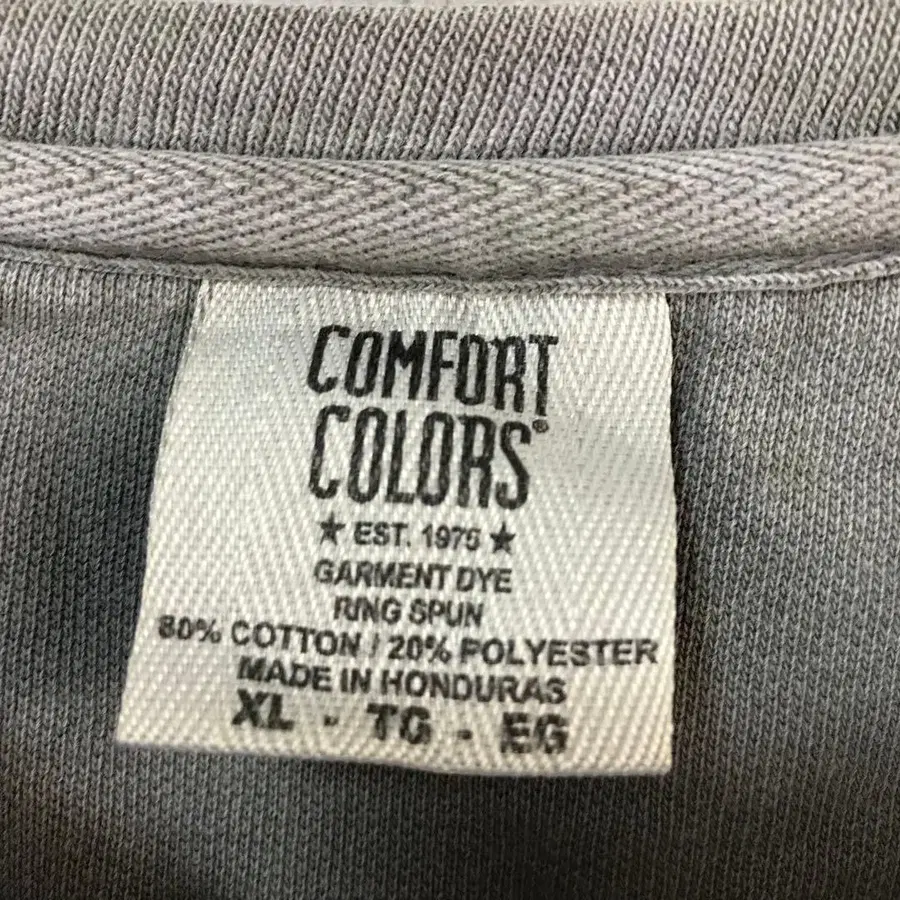 COMFORT
COLORS®
★ EST. 1975 ★
GARMENT DYE
RING SPUN
80% COTTON / 20% POLYESTER
MADE IN HONDURAS
XL - TG - EG